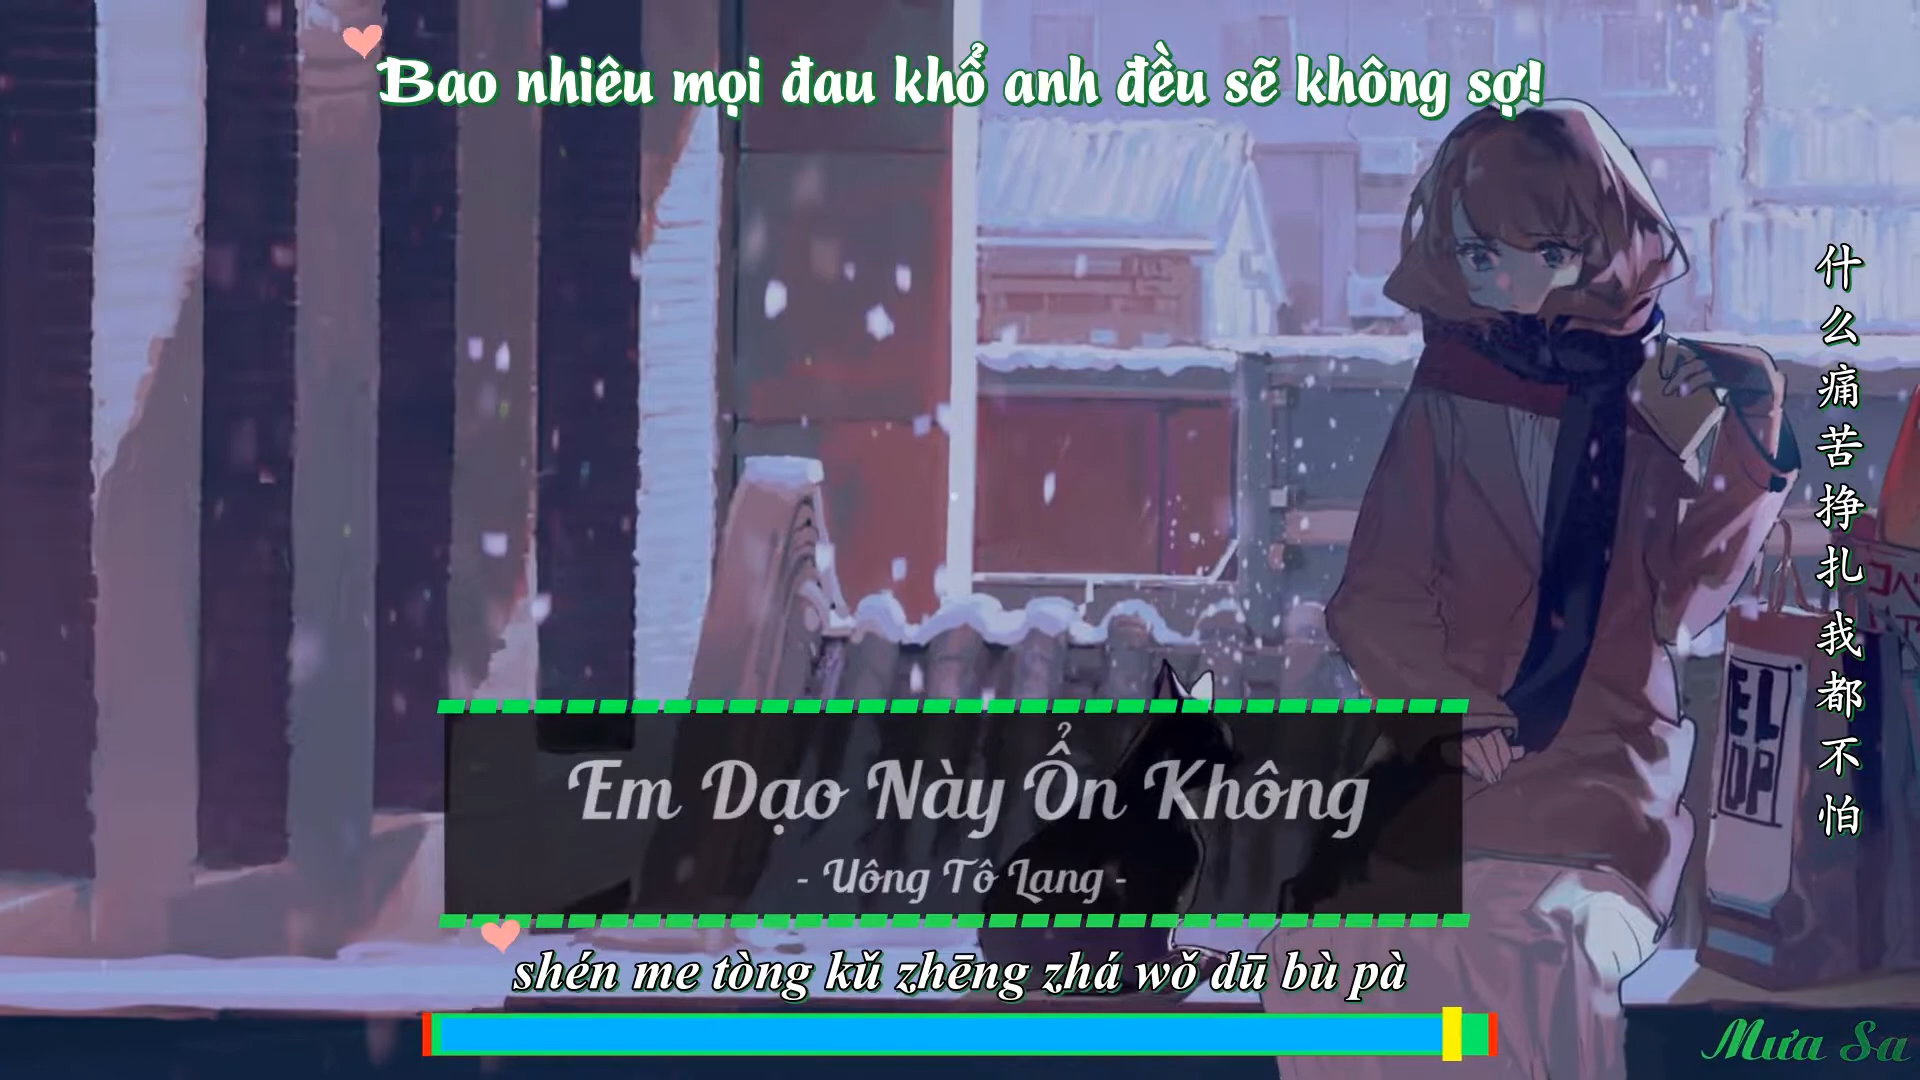 Bao nhiêu mọi đau khổ anh đều sẽ không sợ!
什么痛苦挣扎我都不怕
EL
OP
Em Dạo Này Ổn Không
- Uông Tô Lang -
shén me tòng kǔ zhēng zhá wǒ dū bù pà
Mưa Sa